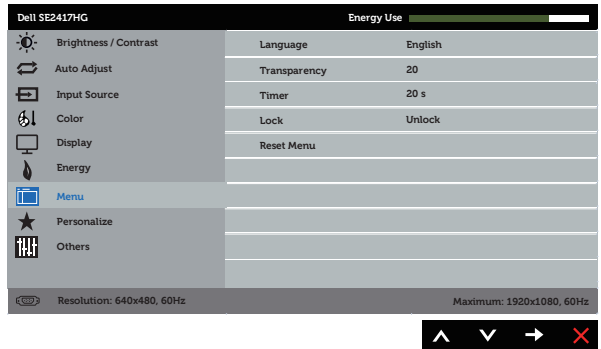 Dell SE2417HG Energy Use
Brightness / Contrast Language English
Auto Adjust Transparency 20
Input Source Timer 20 s
Color Lock Unlock
Display Reset Menu
Energy
Menu
Personalize
Others
Resolution: 640x480, 60Hz Maximum: 1920x1080, 60Hz